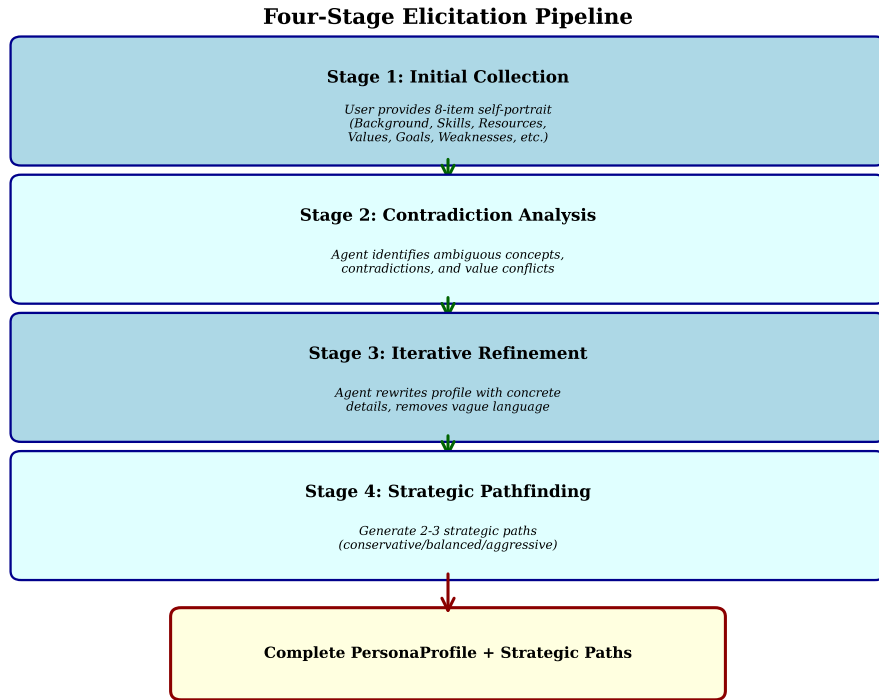 Four-Stage Elicitation Pipeline
Stage 1: Initial Collection
User provides 8-item self-portrait
(Background, Skills, Resources,
Values, Goals, Weaknesses, etc.)
Stage 2: Contradiction Analysis
Agent identifies ambiguous concepts,
contradictions, and value conflicts
Stage 3: Iterative Refinement
Agent rewrites profile with concrete
details, removes vague language
Stage 4: Strategic Pathfinding
Generate 2-3 strategic paths
(conservative/balanced/aggressive)
Complete PersonaProfile + Strategic Paths